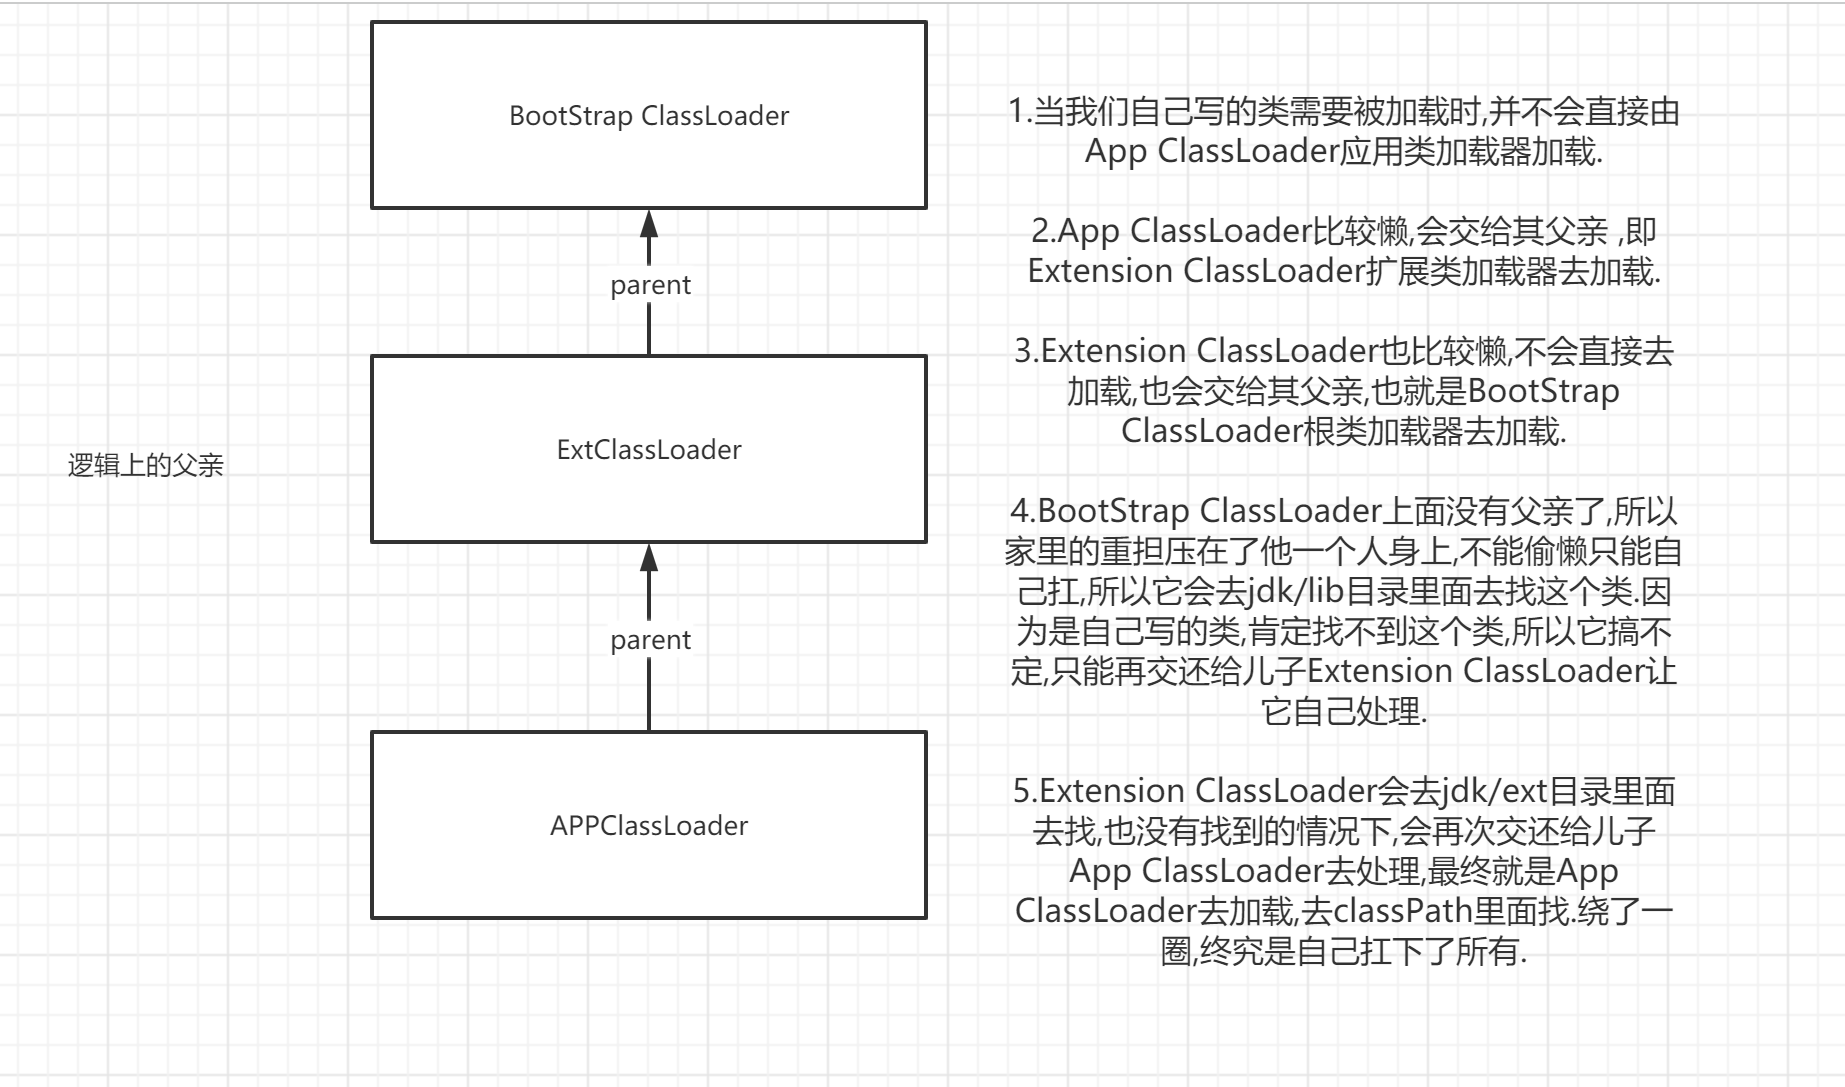 BootStrap ClassLoader
parent
ExtClassLoader
逻辑上的父亲
parent
APPClassLoader
1.当我们自己写的类需要被加载时,并不会直接由
App ClassLoader应用类加载器加载.
2.App ClassLoader比较懒,会交给其父亲 ,即
Extension ClassLoader扩展类加载器去加载.
3.Extension ClassLoader也比较懒,不会直接去
加载,也会交给其父亲,也就是BootStrap
ClassLoader根类加载器去加载.
4.BootStrap ClassLoader上面没有父亲了,所以
家里的重担压在了他一个人身上,不能偷懒只能自
己扛,所以它会去jdk/lib目录里面去找这个类.因
为是自己写的类,肯定找不到这个类,所以它搞不
定,只能再交还给儿子Extension ClassLoader让
它自己处理.
5.Extension ClassLoader会去jdk/ext目录里面
去找,也没有找到的情况下,会再次交还给儿子
App ClassLoader去处理,最终就是App
ClassLoader去加载,去classPath里面找.绕了一
圈,终究是自己扛下了所有.